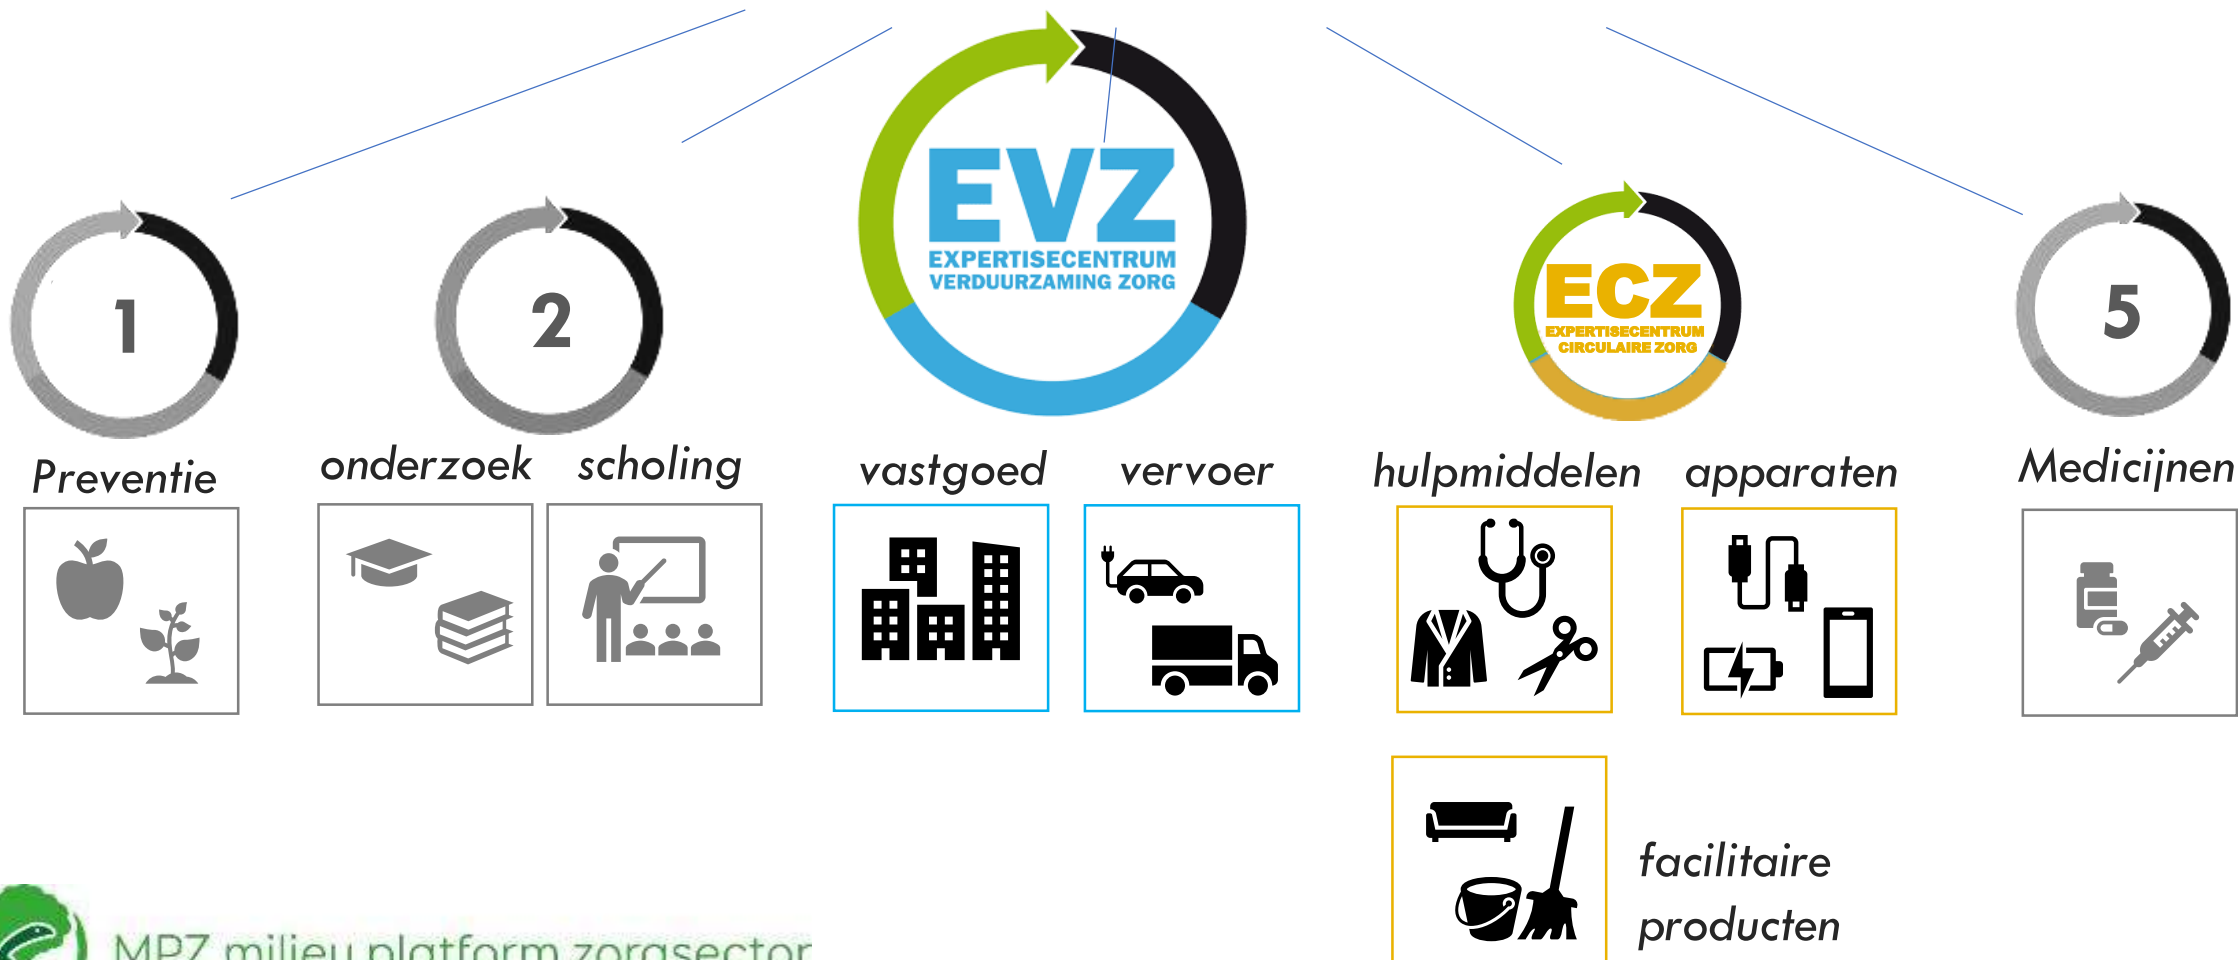 1
2
EVZ
EXPERTISECENTRUM
VERDUURZAMING ZORG
ECZ
EXPERTISECENTRUM
CIRCULAIRE ZORG
5
Preventie
onderzoek
scholing
vastgoed
vervoer
hulpmiddelen
apparaten
Medicijnen
facilitaire
producten
MPZ milieu platform zorgsector